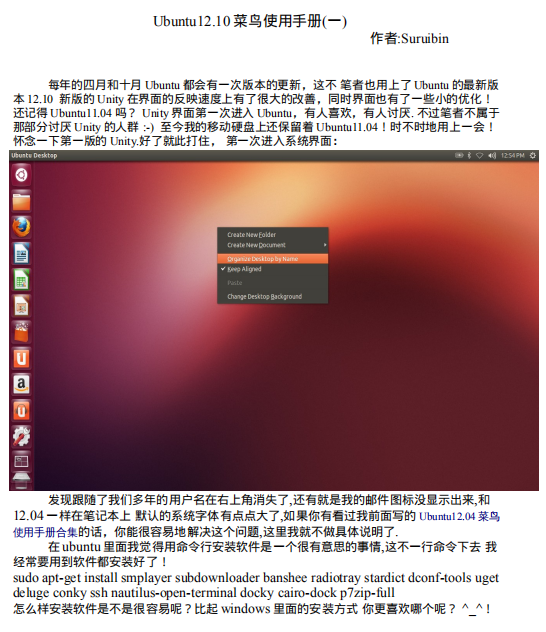 Ubuntu12.10 菜鸟使用手册(一)
作者:Suruibin
每年的四月和十月 Ubuntu 都会有一次版本的更新，这不 笔者也用上了 Ubuntu 的最新版
本 12.10 新版的 Unity 在界面的反映速度上有了很大的改善，同时界面也有了一些小的优化！
还记得 Ubuntu11.04 吗？ Unity 界面第一次进入 Ubuntu，有人喜欢，有人讨厌. 不过笔者不属于
那部分讨厌 Unity 的人群 :-) 至今我的移动硬盘上还保留着 Ubuntu11.04！时不时地用上一会！
怀念一下第一版的 Unity.好了就此打住， 第一次进入系统界面：
Ubuntu Desktop
12:54 PM
Create New Folder
Create New Document
Organize Desktop by Name
Keep Aligned
Paste
Change Desktop Background
发现跟随了我们多年的用户名在右上角消失了,还有就是我的邮件图标没显示出来,和
12.04 一样在笔记本上 默认的系统字体有点点大了,如果你有看过我前面写的 Ubuntu12.04 菜鸟
使用手册合集的话，你能很容易地解决这个问题,这里我就不做具体说明了.
在 ubuntu 里面我觉得用命令行安装软件是一个很有意思的事情,这不一行命令下去 我
经常要用到软件都安装好了！
sudo apt-get install smplayer subdownloader banshee radiotray stardict dconf-tools uget
deluge conky ssh nautilus-open-terminal docky cairo-dock p7zip-full
怎么样安装软件是不是很容易呢？比起 windows 里面的安装方式 你更喜欢哪个呢？ ^_^！